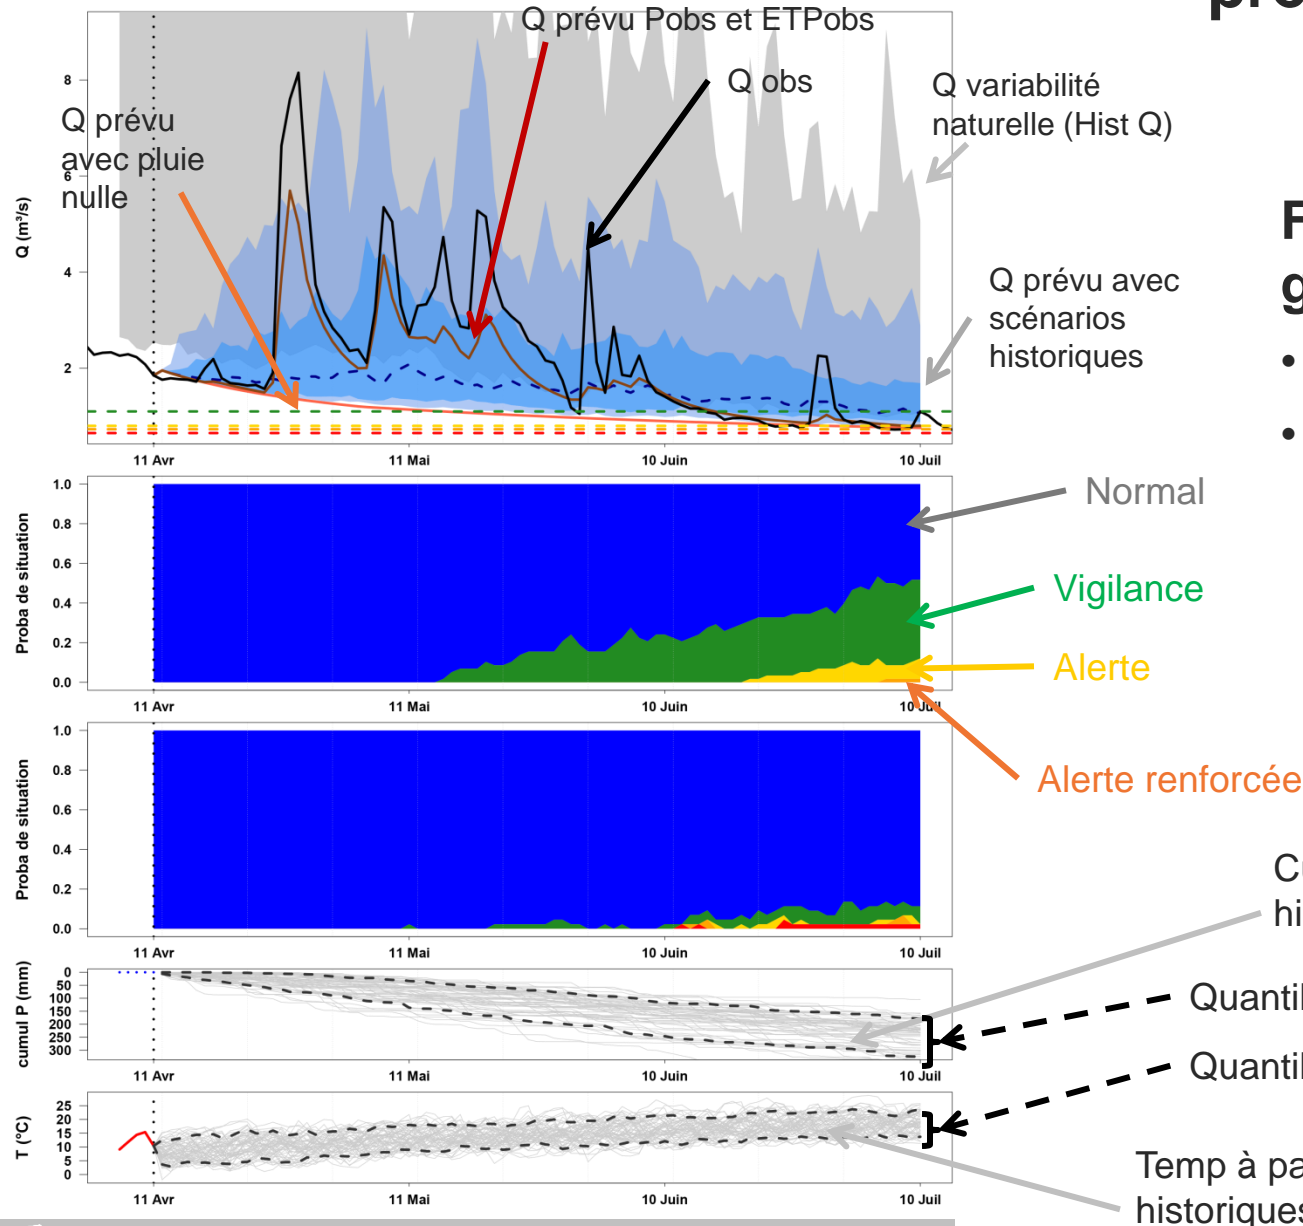 Q prévu Pobs et ETPobs
Q obs
Q variabilité
naturelle (Hist Q)
Q prévu
avec pluie
nulle
Q prévu avec
scénarios
historiques
Q (m³/s)
8
6
4
2
11 Avr
11 Mai
10 Juin
10 Juil
•
•
Normal
Vigilance
Alerte
Alerte renforcée
Proba de situation
1.0
0.8
0.6
0.4
0.2
0.0
11 Avr
11 Mai
10 Juin
10 Juil
Proba de situation
1.0
0.8
0.6
0.4
0.2
0.0
11 Avr
11 Mai
10 Juin
10 Juil
cumul P (mm)
0
50
100
150
200
250
300
11 Avr
11 Mai
10 Juin
10 Juil
Quantil
Quantil
T (°C)
25
20
15
10
5
0
11 Avr
11 Mai
10 Juin
10 Juil
Temp à pa
historiques